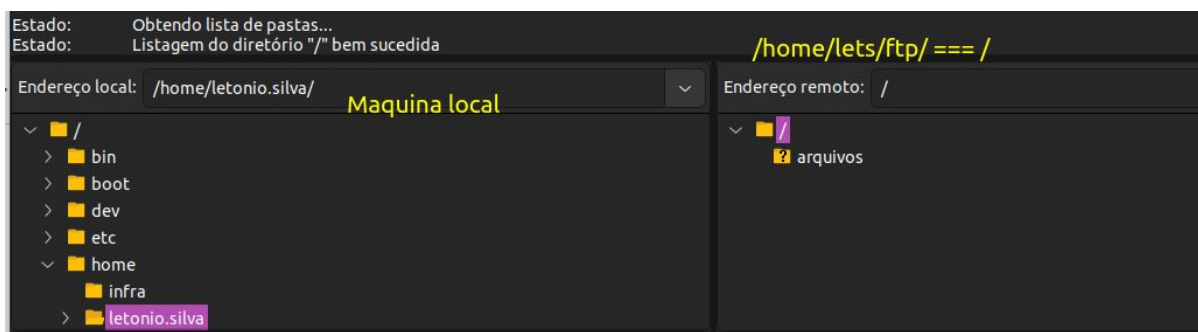 Estado: Obtendo lista de pastas...
Estado: Listagem do diretório "/" bem sucedida
/home/lets/ftp/ === /
Endereço local: /home/letonio.silva/
Maquina local
Endereço remoto: /
/
bin
boot
dev
etc
home
infra
letonio.silva
/
arquivos